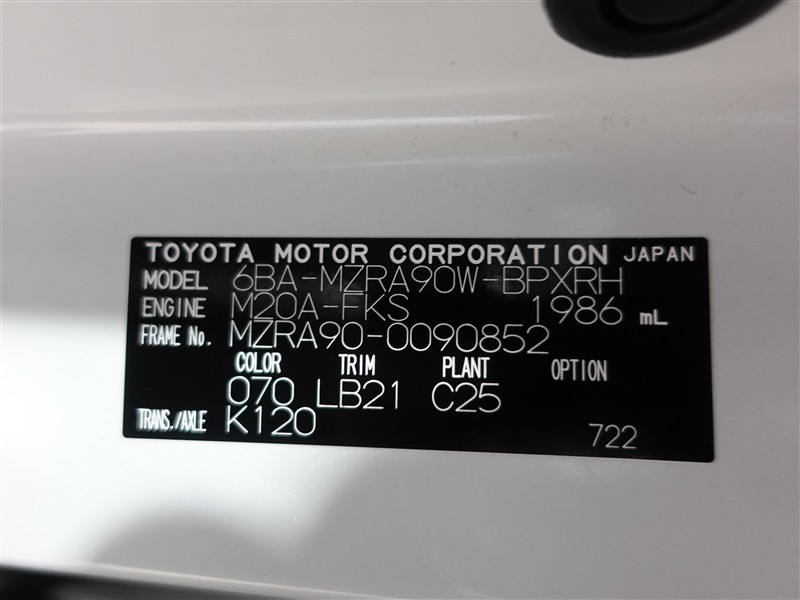 TOYOTA MOTOR CORPORATION JAPAN
MODEL 6BA-MZRA90W-BPXRH
ENGINE M20A-FKS 1986 mL
FRAME No. MZRA90-0090852
COLOR TRIM PLANT OPTION
070 LB21 C25
TRANS./AXLE K120 722